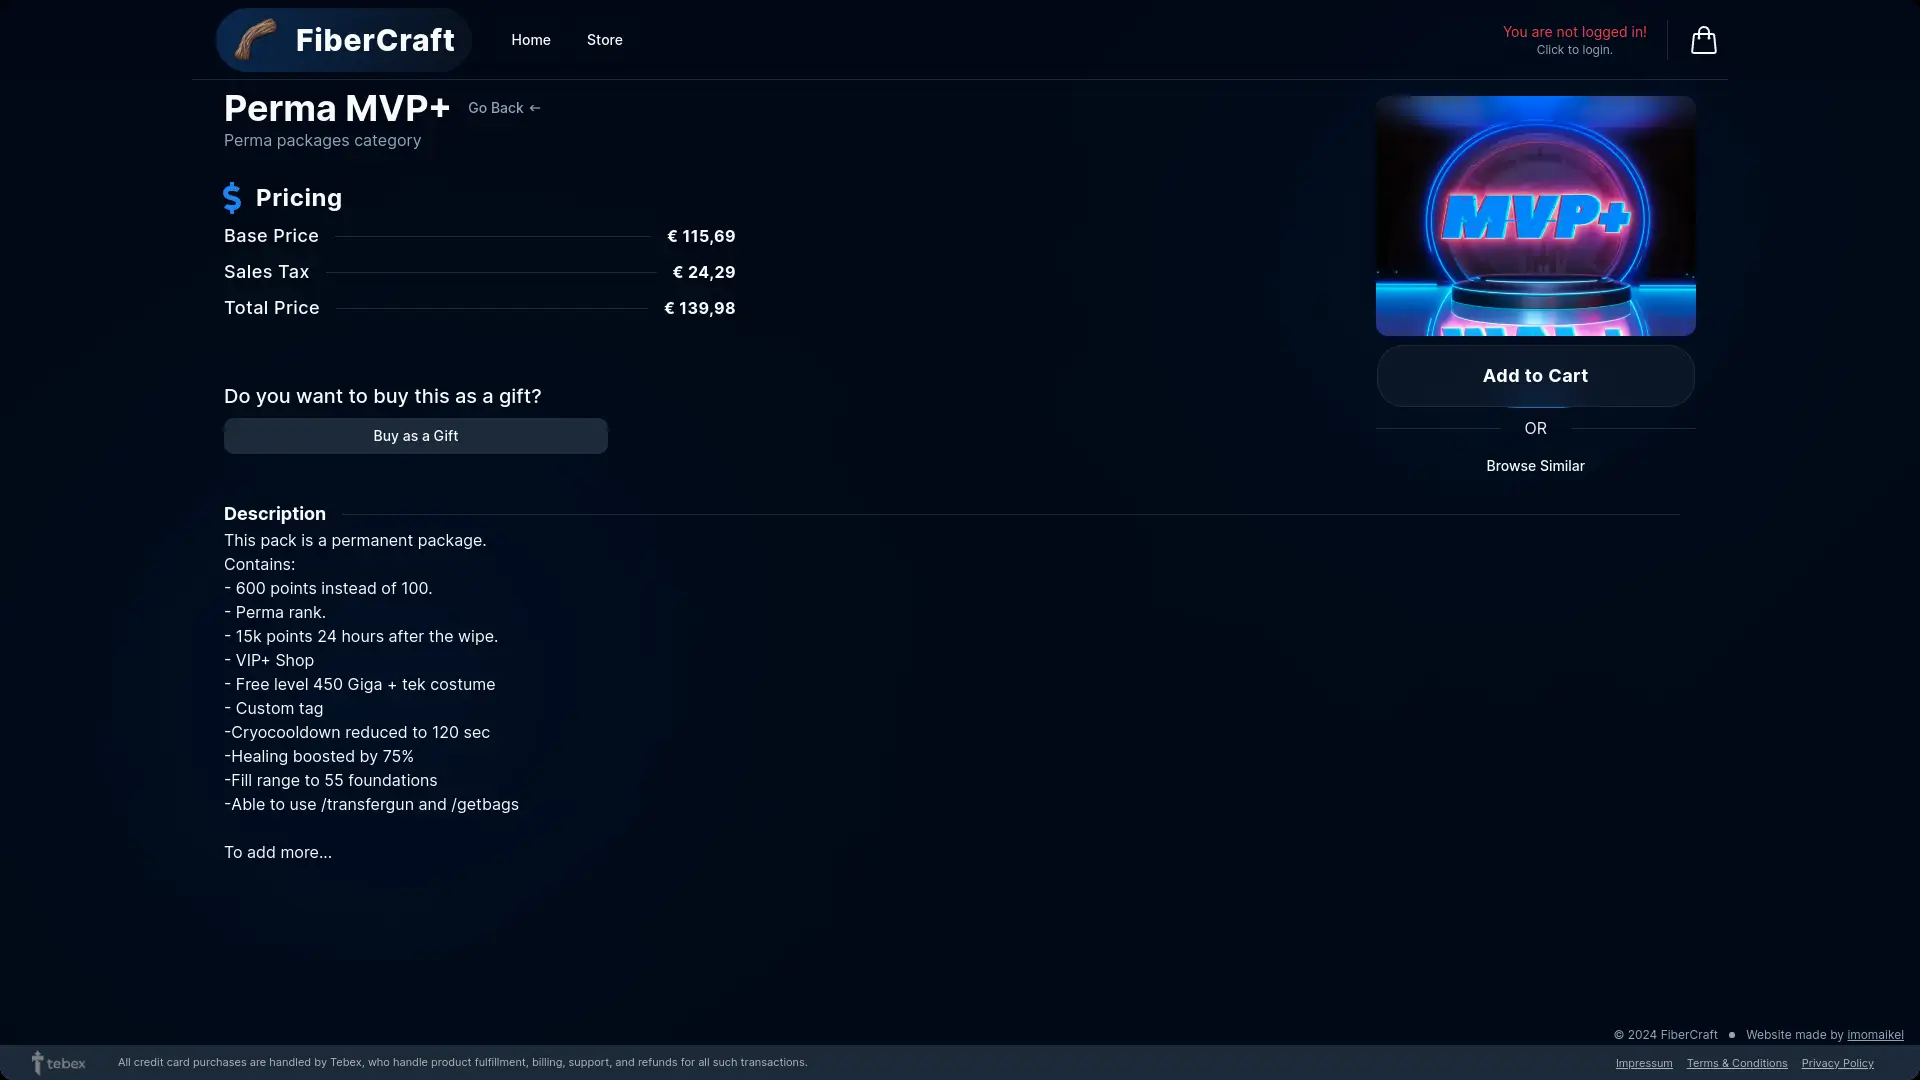 FiberCraft
Home
Store
You are not logged in!
Click to login.
Perma MVP+
Go Back ←
Perma packages category
MVP+
$ Pricing
Base Price € 115,69
Sales Tax € 24,29
Total Price € 139,98
Add to Cart
OR
Browse Similar
Do you want to buy this as a gift?
Buy as a Gift
Description
This pack is a permanent package.
Contains:
- 600 points instead of 100.
- Perma rank.
- 15k points 24 hours after the wipe.
- VIP+ Shop
- Free level 450 Giga + tek costume
- Custom tag
-Cryocooldown reduced to 120 sec
-Healing boosted by 75%
-Fill range to 55 foundations
-Able to use /transfergun and /getbags
To add more...
© 2024 FiberCraft ● Website made by imomaikel
tebex
All credit card purchases are handled by Tebex, who handle product fulfillment, billing, support, and refunds for all such transactions.
Impressum Terms & Conditions Privacy Policy